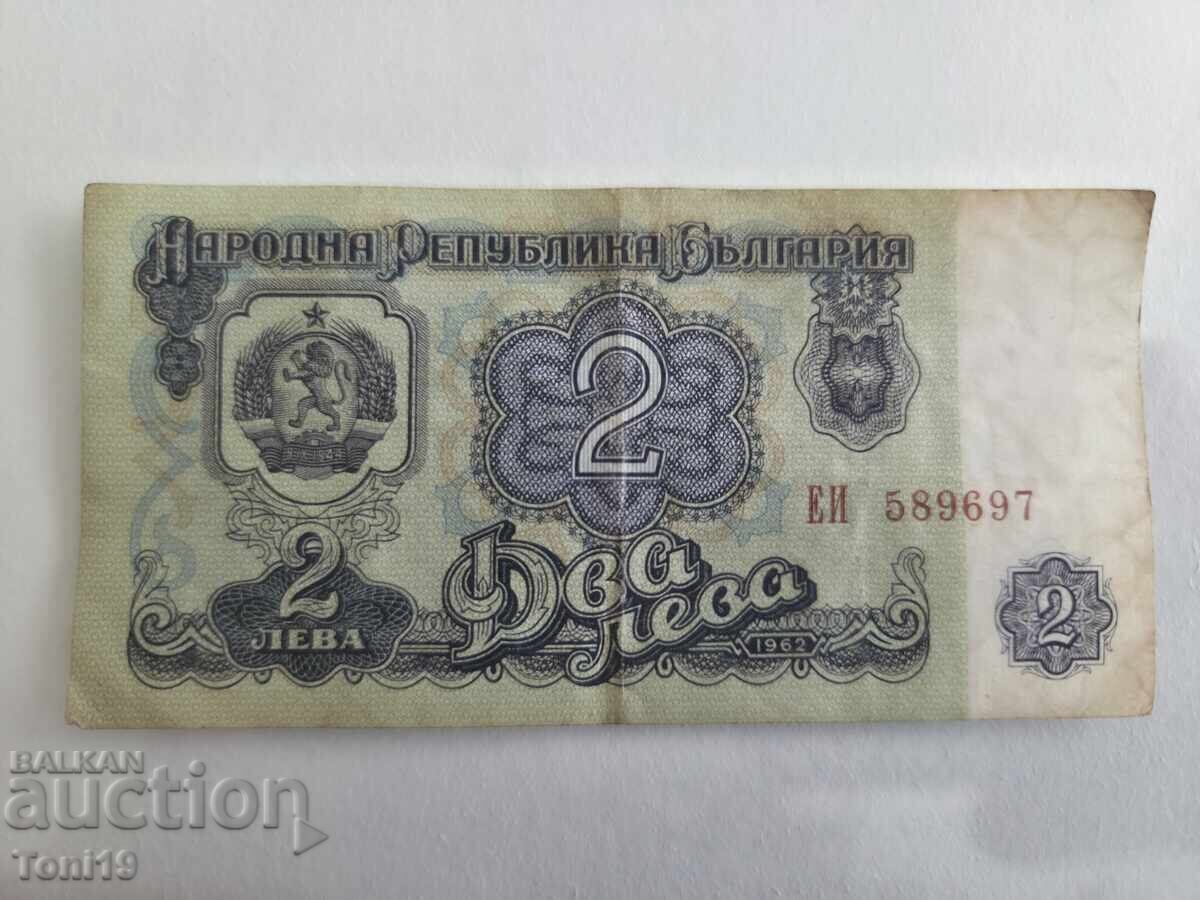 НАРОДНА РЕПУБЛИКА БЪЛГАРИЯ
2
ЕИ 589697
2
ЛЕВА
Два Лева
1962
2
BALKAN
auction
Toni19